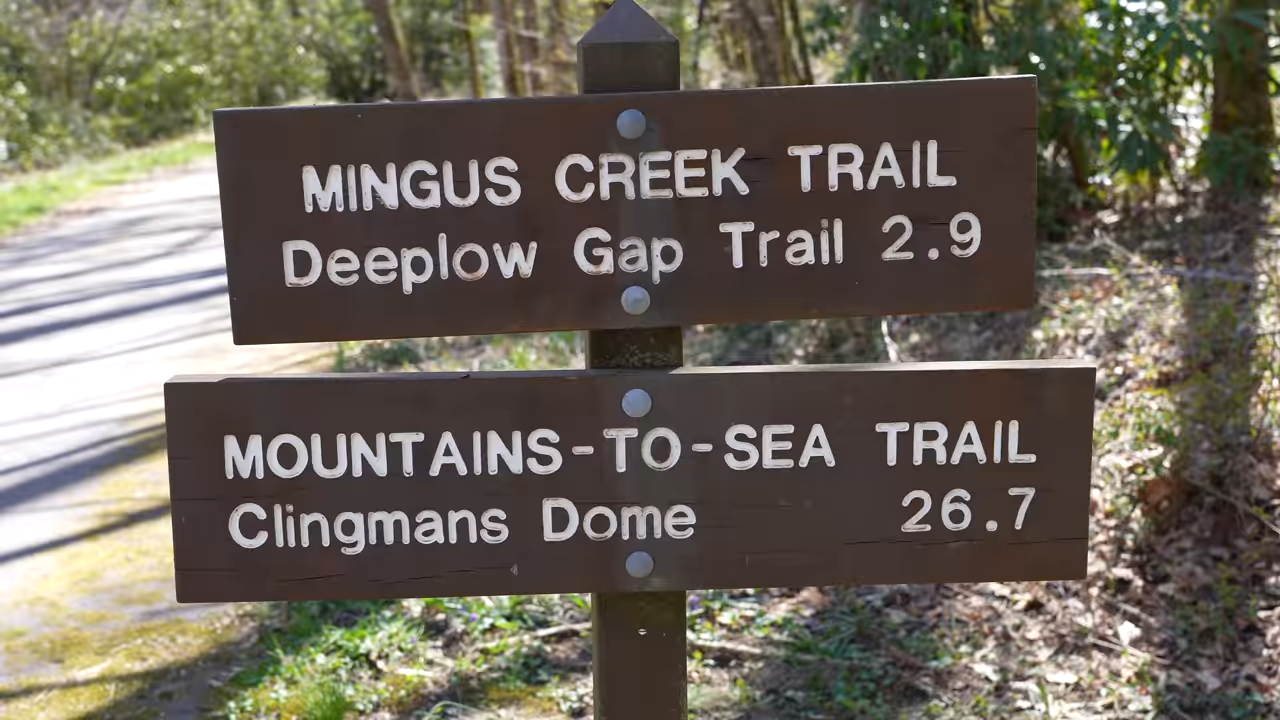 MINGUS CREEK TRAIL
Deeplow Gap Trail 2.9
MOUNTAINS-TO-SEA TRAIL
Clingmans Dome 26.7